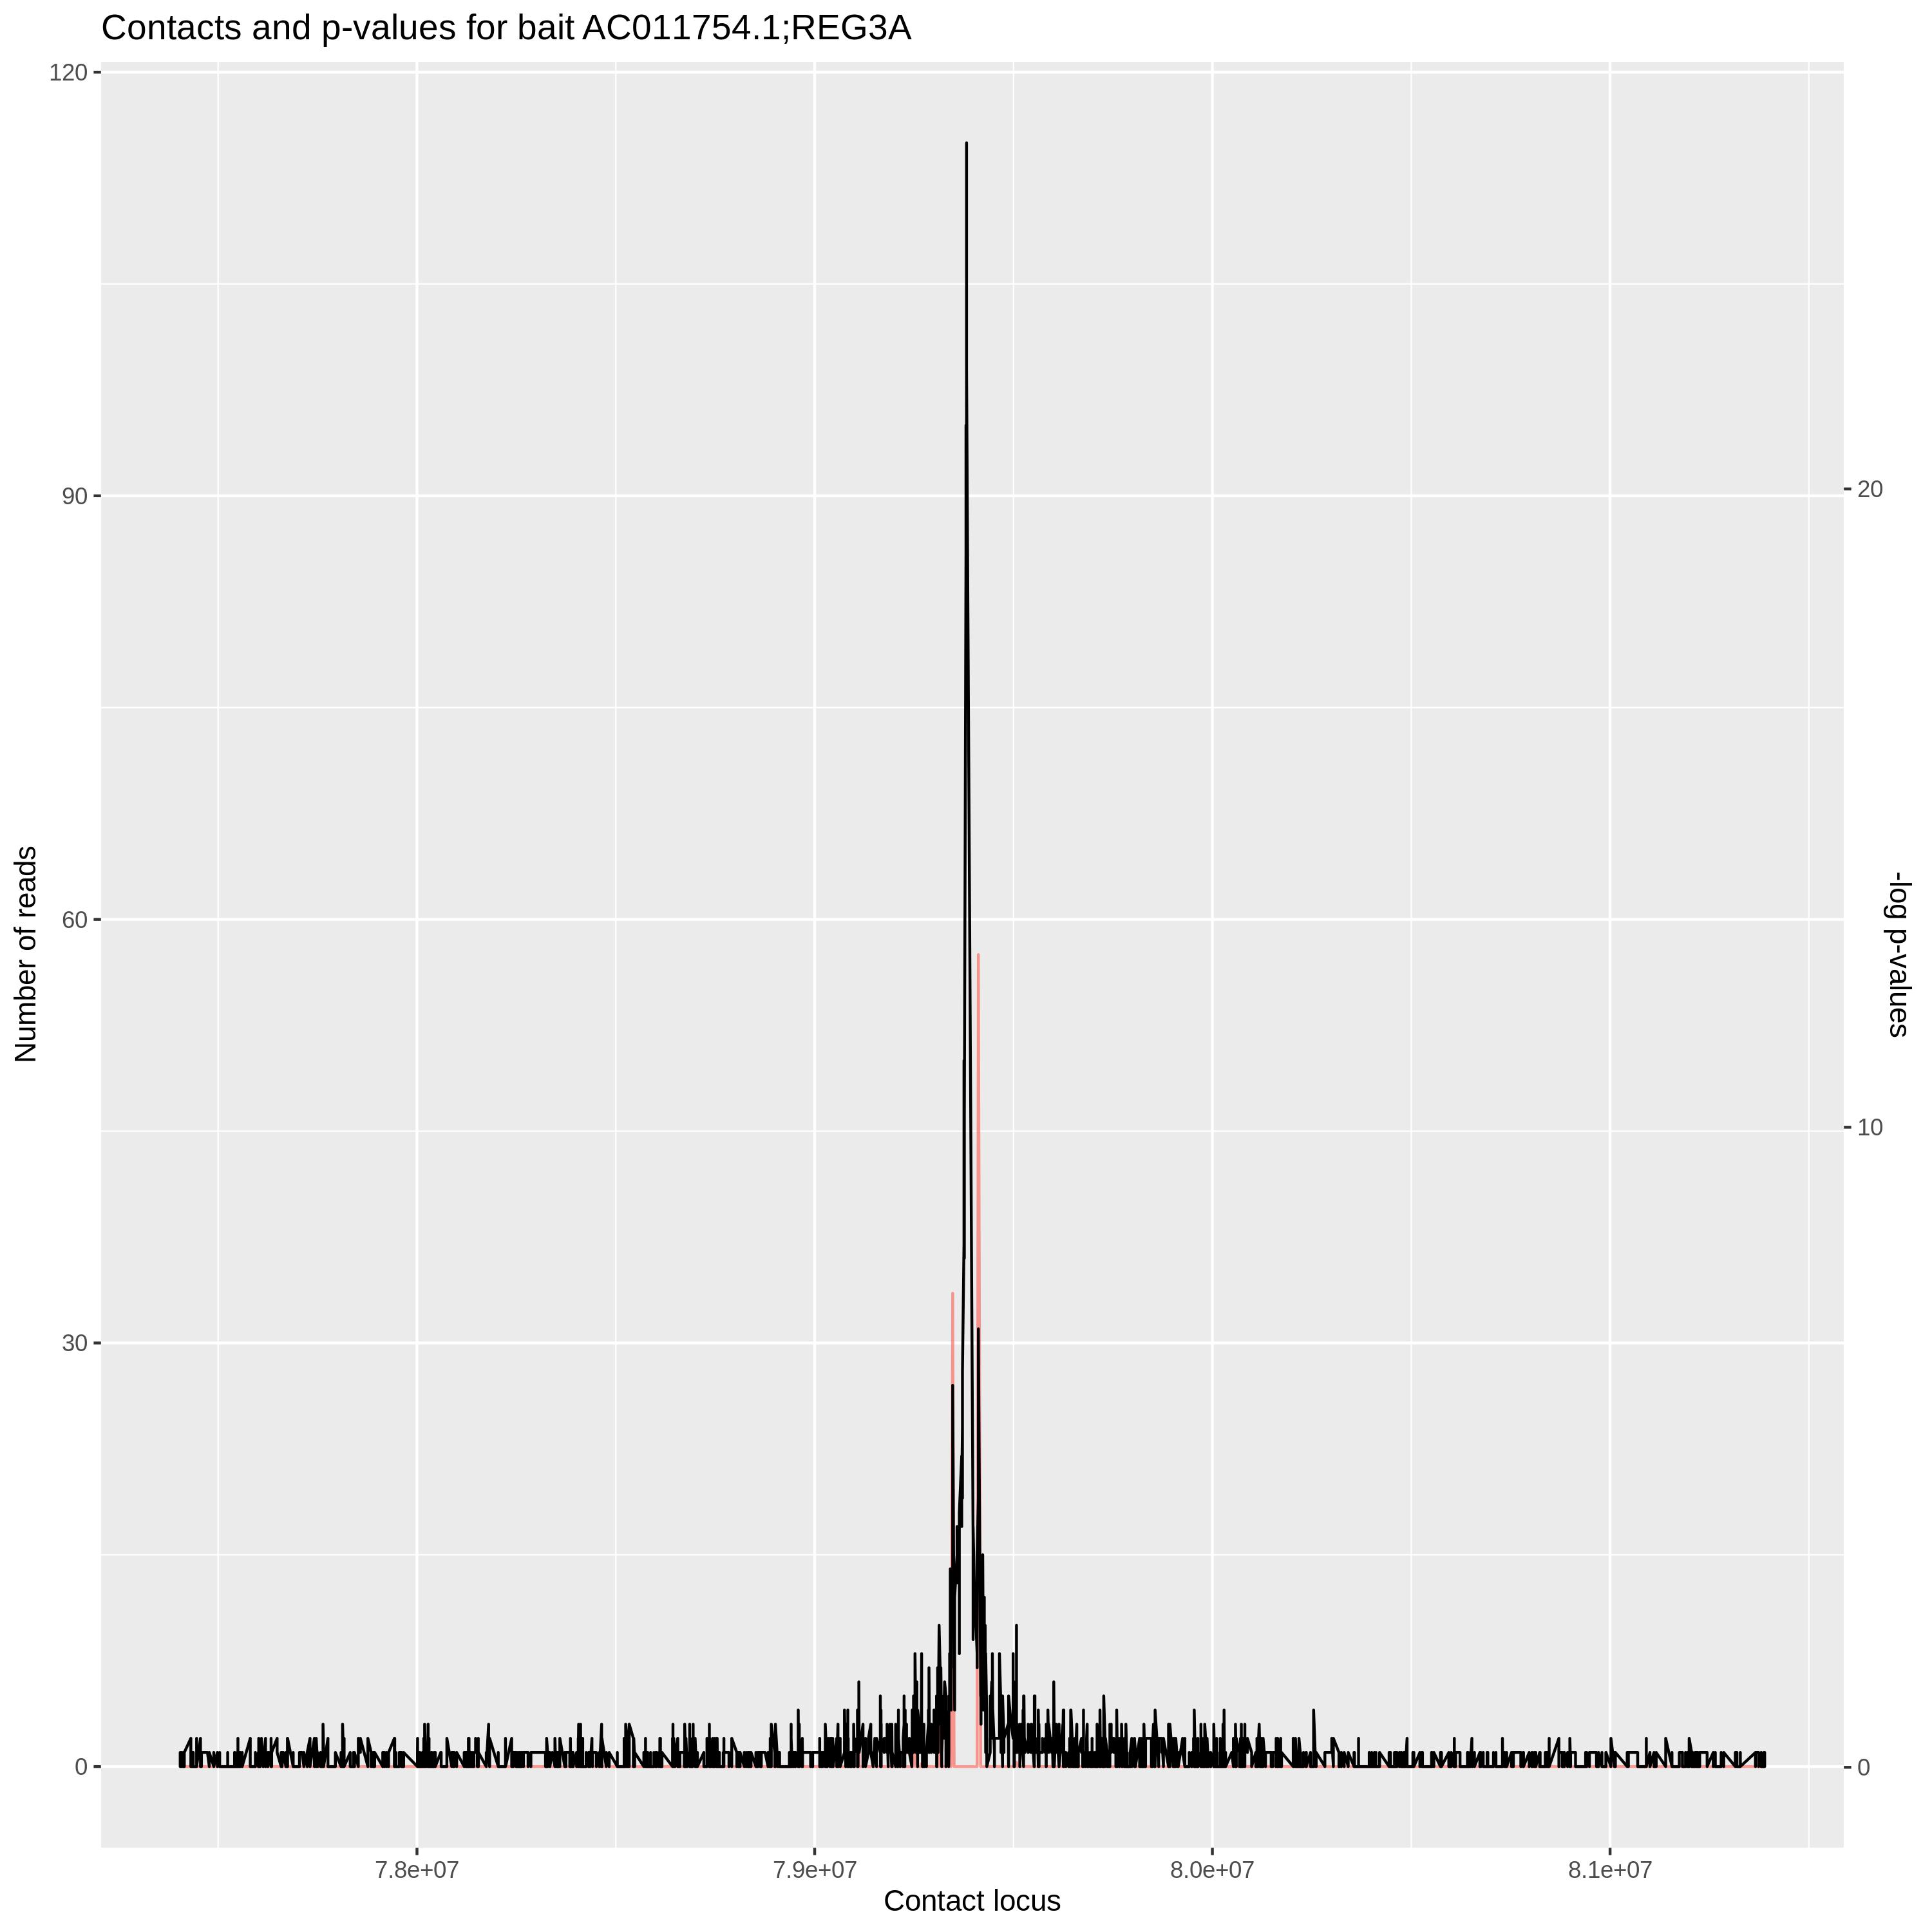 Contacts and p-values for bait AC011754.1;REG3A
120
90
60
30
0
Number of reads
20
10
0
-log p-values
7.8e+07
7.9e+07
8.0e+07
8.1e+07
Contact locus